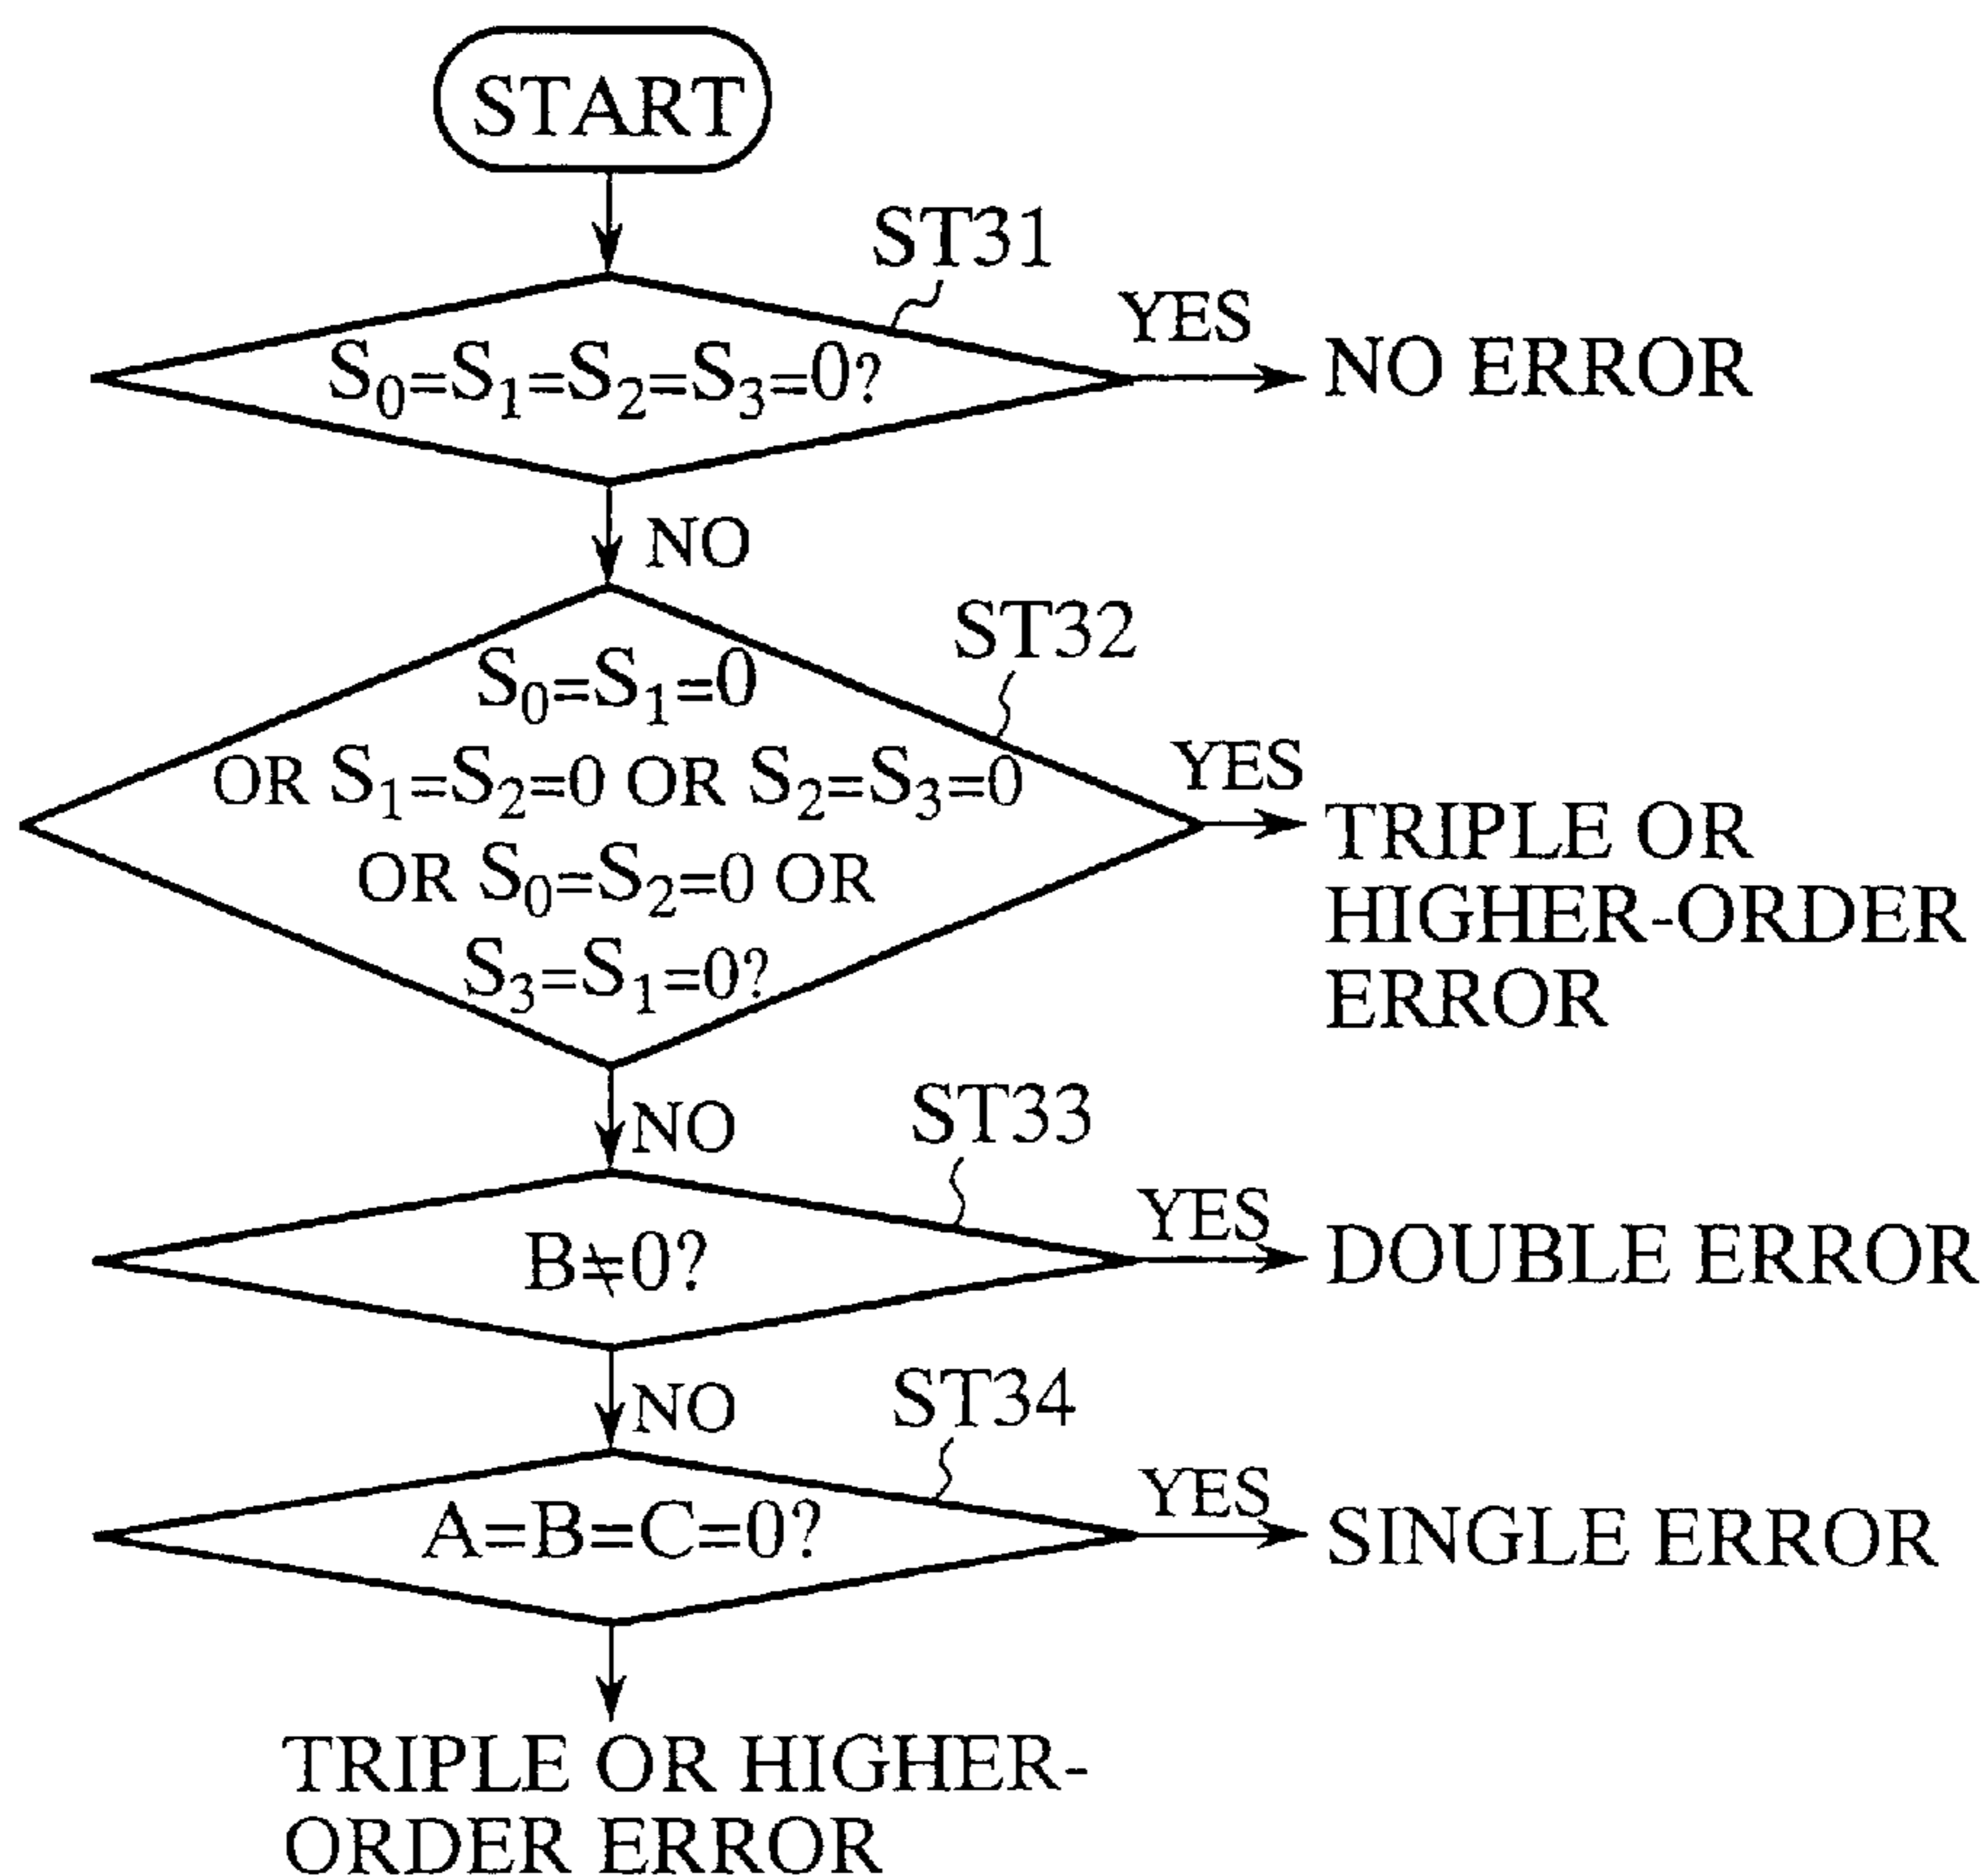 START
ST31
S₀=S₁=S₂=S₃=0?
YES
NO ERROR
NO
ST32
S₀=S₁=0
OR S₁=S₂=0 OR S₂=S₃=0
OR S₀=S₂=0 OR
S₃=S₁=0?
YES
TRIPLE OR
HIGHER-ORDER
ERROR
NO
ST33
B≠0?
YES
DOUBLE ERROR
NO
ST34
A=B=C=0?
YES
SINGLE ERROR
TRIPLE OR HIGHER-
ORDER ERROR